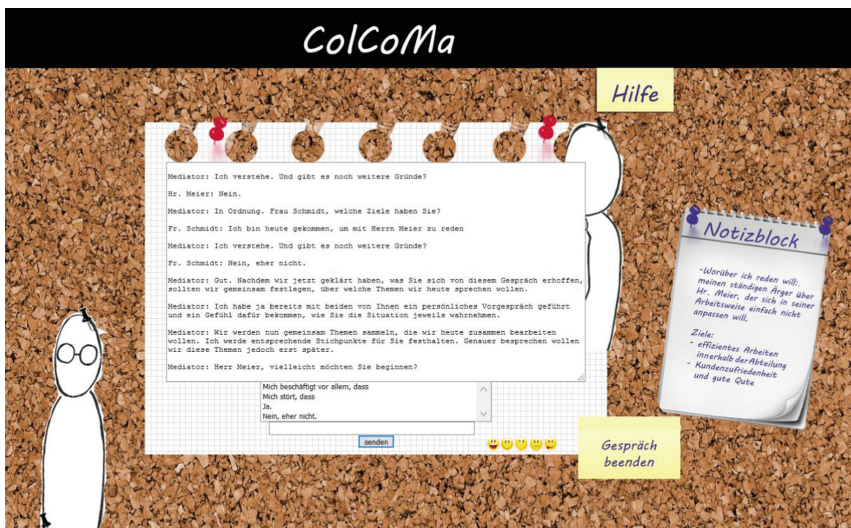 ColCoMa
Hilfe
Mediator: Ich verstehe. Und gibt es noch weitere Gründe?
Hr. Meier: Nein.
Mediator: In Ordnung. Frau Schmidt, welche Ziele haben Sie?
Fr. Schmidt: Ich bin heute gekommen, um mit Herrn Meier zu reden
Mediator: Ich verstehe. Und gibt es noch weitere Gründe?
Fr. Schmidt: Nein, eher nicht.
Mediator: Gut. Nachdem wir jetzt geklärt haben, was Sie sich von diesem Gespräch erhoffen,
sollten wir gemeinsam festlegen, über welche Themen wir heute sprechen wollen.
Mediator: Ich habe ja bereits mit beiden von Ihnen ein persönliches Vorgespräch geführt
und ein Gefühl dafür bekommen, wie Sie die Situation jeweils wahrnehmen.
Mediator: Wir werden nun gemeinsam Themen sammeln, die wir heute zusammen bearbeiten
wollen. Ich werde entsprechende Stichpunkte für Sie festhalten. Genauer besprechen wollen
wir diese Themen jedoch erst später.
Mediator: Herr Meier, vielleicht möchten Sie beginnen?
Mich beschäftigt vor allem, dass
Mich stört, dass
Ja.
Nein, eher nicht.
senden
Notizblock
-Worüber ich reden will:.
meinen ständigen Ärger über
Hr. Meier, der sich in seiner
Arbeitsweise einfach nicht
anpassen will.
Ziele:
- effizientes Arbeiten
innerhalb der Abteilung
- Kundenzufriedenheit
und gute Qute
Gespräch
beenden